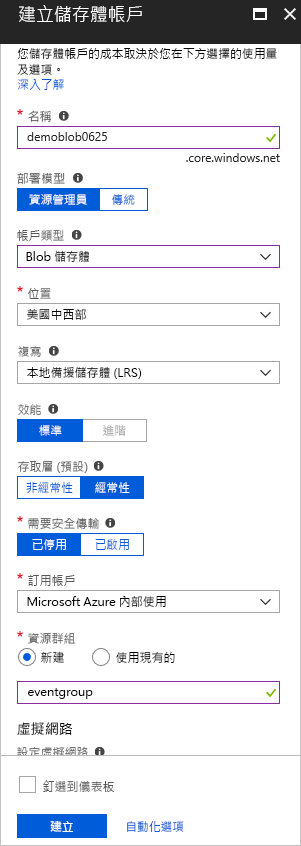 建立儲存體帳戶
您儲存體帳戶的成本取決於您在下方選擇的使用量
及選項。
深入了解
* 名稱
demoblob0625
.core.windows.net
部署模型
資源管理員 傳統
帳戶類型
Blob 儲存體
* 位置
美國中西部
複寫
本地備援儲存體 (LRS)
效能
標準 進階
存取層 (預設)
非經常性 經常性
* 需要安全傳輸
已停用 已啟用
* 訂用帳戶
Microsoft Azure 內部使用
* 資源群組
新建 使用現有的
eventgroup
虛擬網路
設定虛擬網路
釘選到儀表板
建立 自動化選項